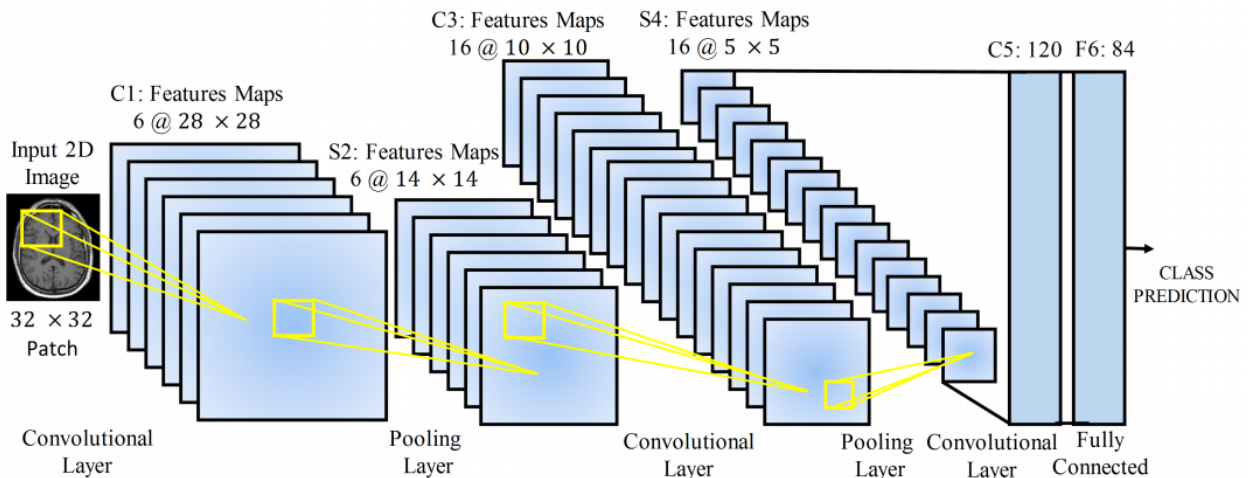 C3: Features Maps
16 @ 10 × 10
S4: Features Maps
16 @ 5 × 5
C5: 120
F6: 84
C1: Features Maps
6 @ 28 × 28
Input 2D
Image
S2: Features Maps
6 @ 14 × 14
CLASS
PREDICTION
32 × 32
Patch
Convolutional
Layer
Pooling
Layer
Convolutional
Layer
Pooling
Layer
Convolutional
Layer
Fully
Connected